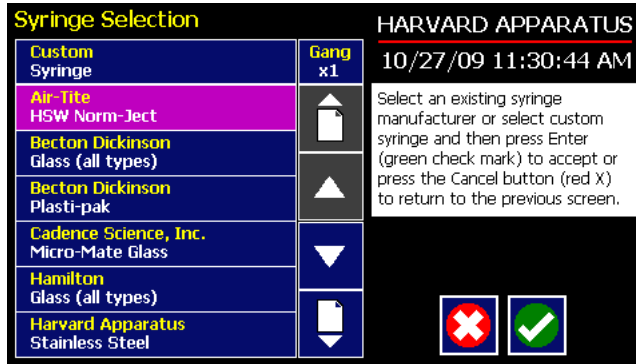 Syringe Selection
Custom
Syringe
Gang
x1
Air-Tite
HSW Norm-Ject
Becton Dickinson
Glass (all types)
Becton Dickinson
Plasti-pak
Cadence Science, Inc.
Micro-Mate Glass
Hamilton
Glass (all types)
Harvard Apparatus
Stainless Steel
HARVARD APPARATUS
10/27/09 11:30:44 AM
Select an existing syringe
manufacturer or select custom
syringe and then press Enter
(green check mark) to accept or
press the Cancel button (red X)
to return to the previous screen.